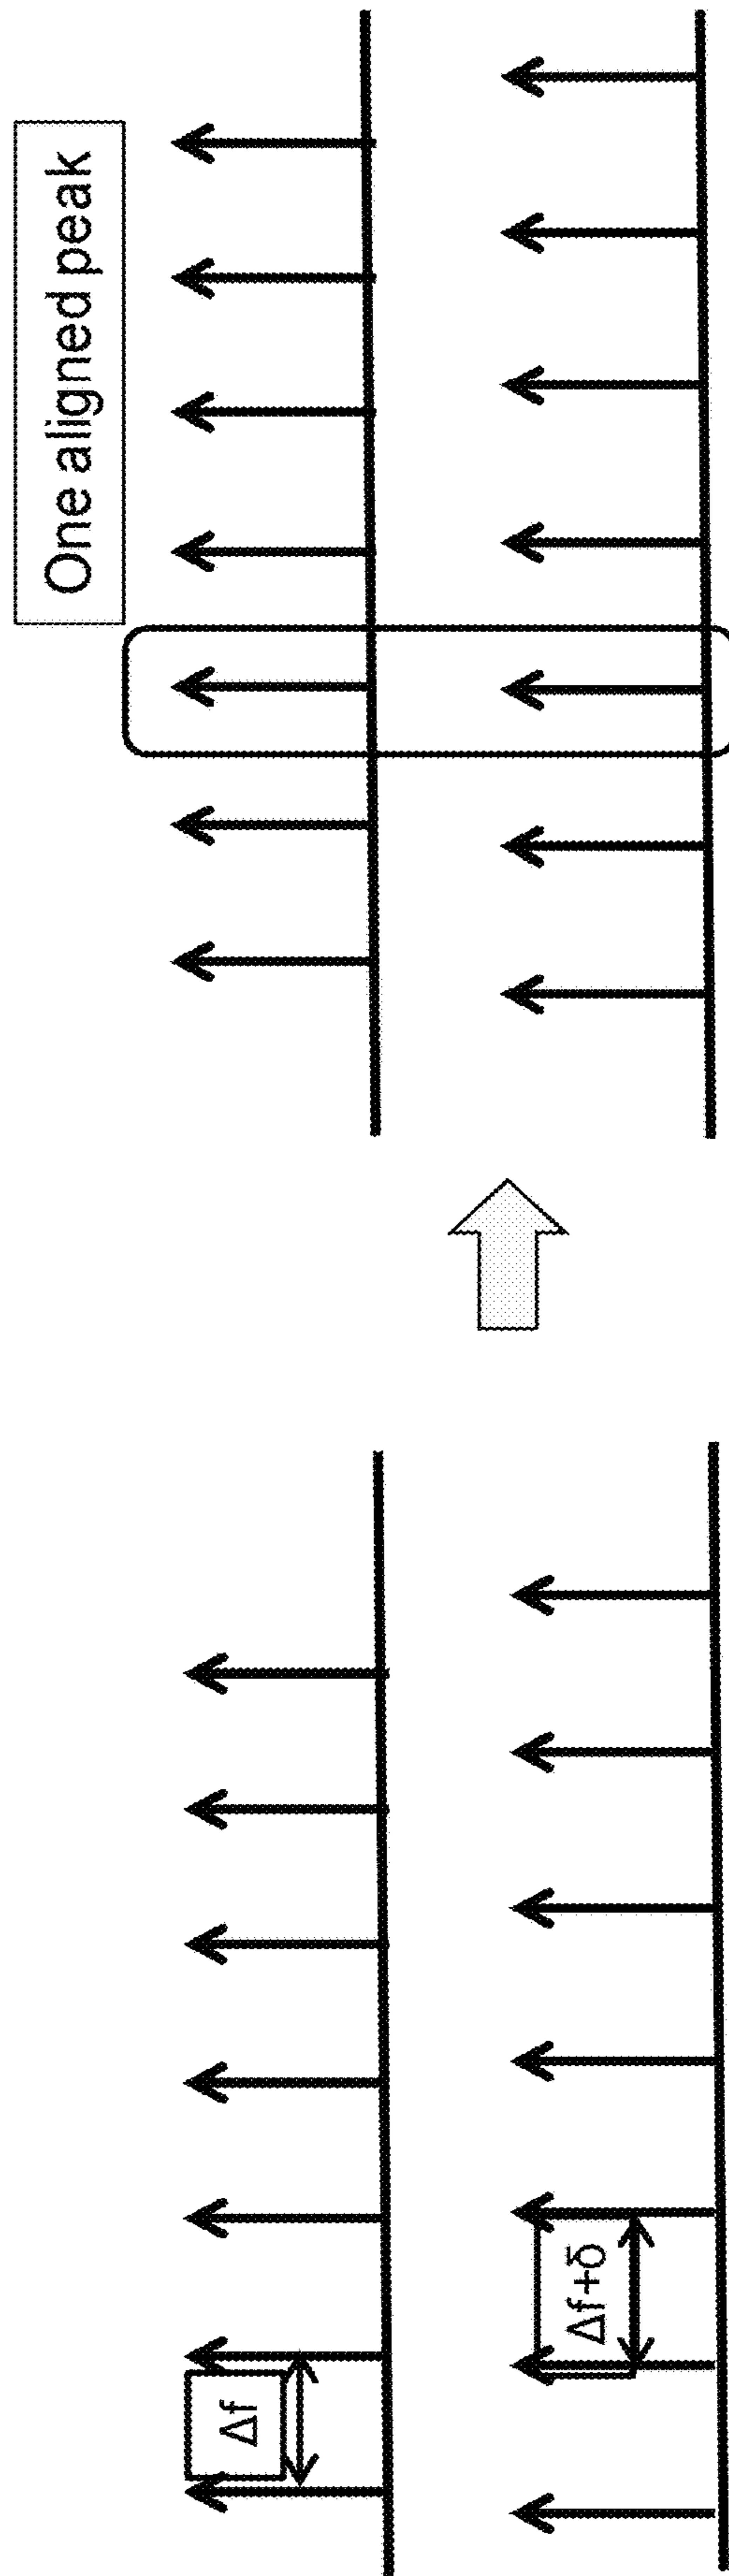 Δf
Δf+δ
One aligned peak